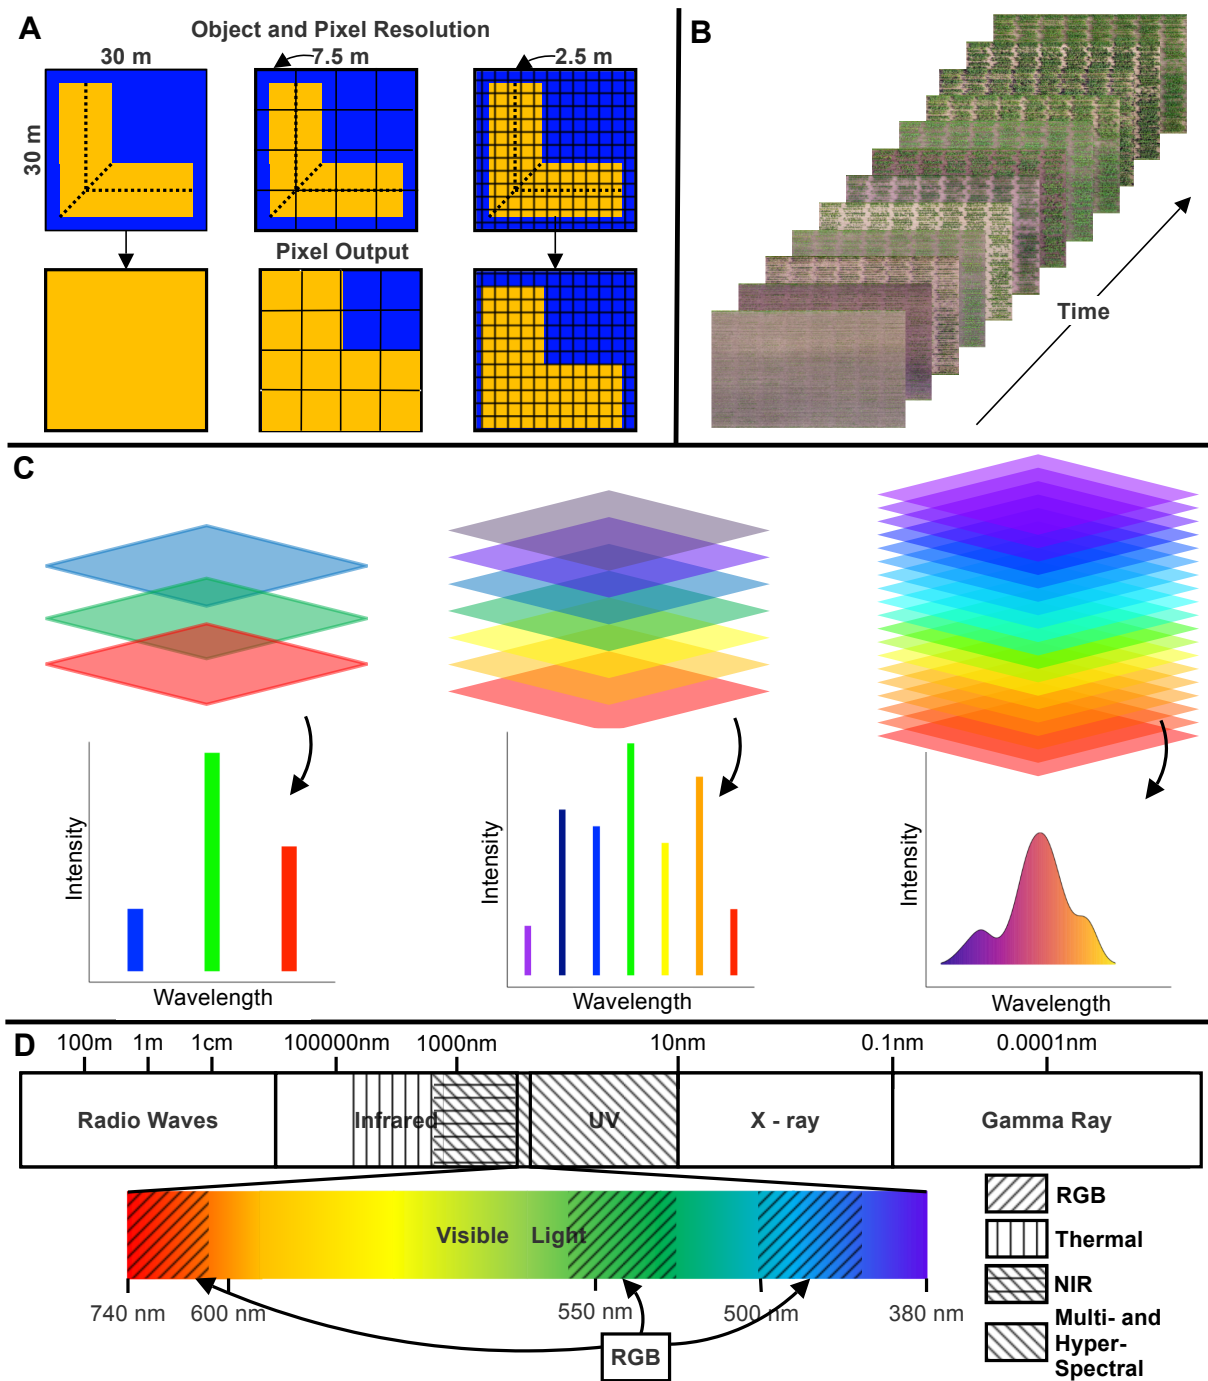 A
Object and Pixel Resolution
30 m
7.5 m
2.5 m
30 m
Pixel Output
B
Time
C
Intensity
Wavelength
Intensity
Wavelength
Intensity
Wavelength
D
100m 1m 1cm 100000nm 1000nm 10nm 0.1nm 0.0001nm
Radio Waves Infrared UV X - ray Gamma Ray
Visible Light
740 nm 600 nm 550 nm 500 nm 380 nm
RGB
RGB
Thermal
NIR
Multi- and
Hyper-
Spectral